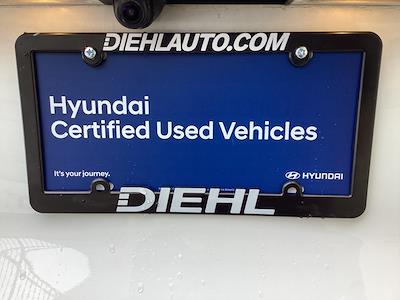 DIEHLAUTO.COM
Hyundai
Certified Used Vehicles
It's your journey.
HYUNDAI
DIEHL